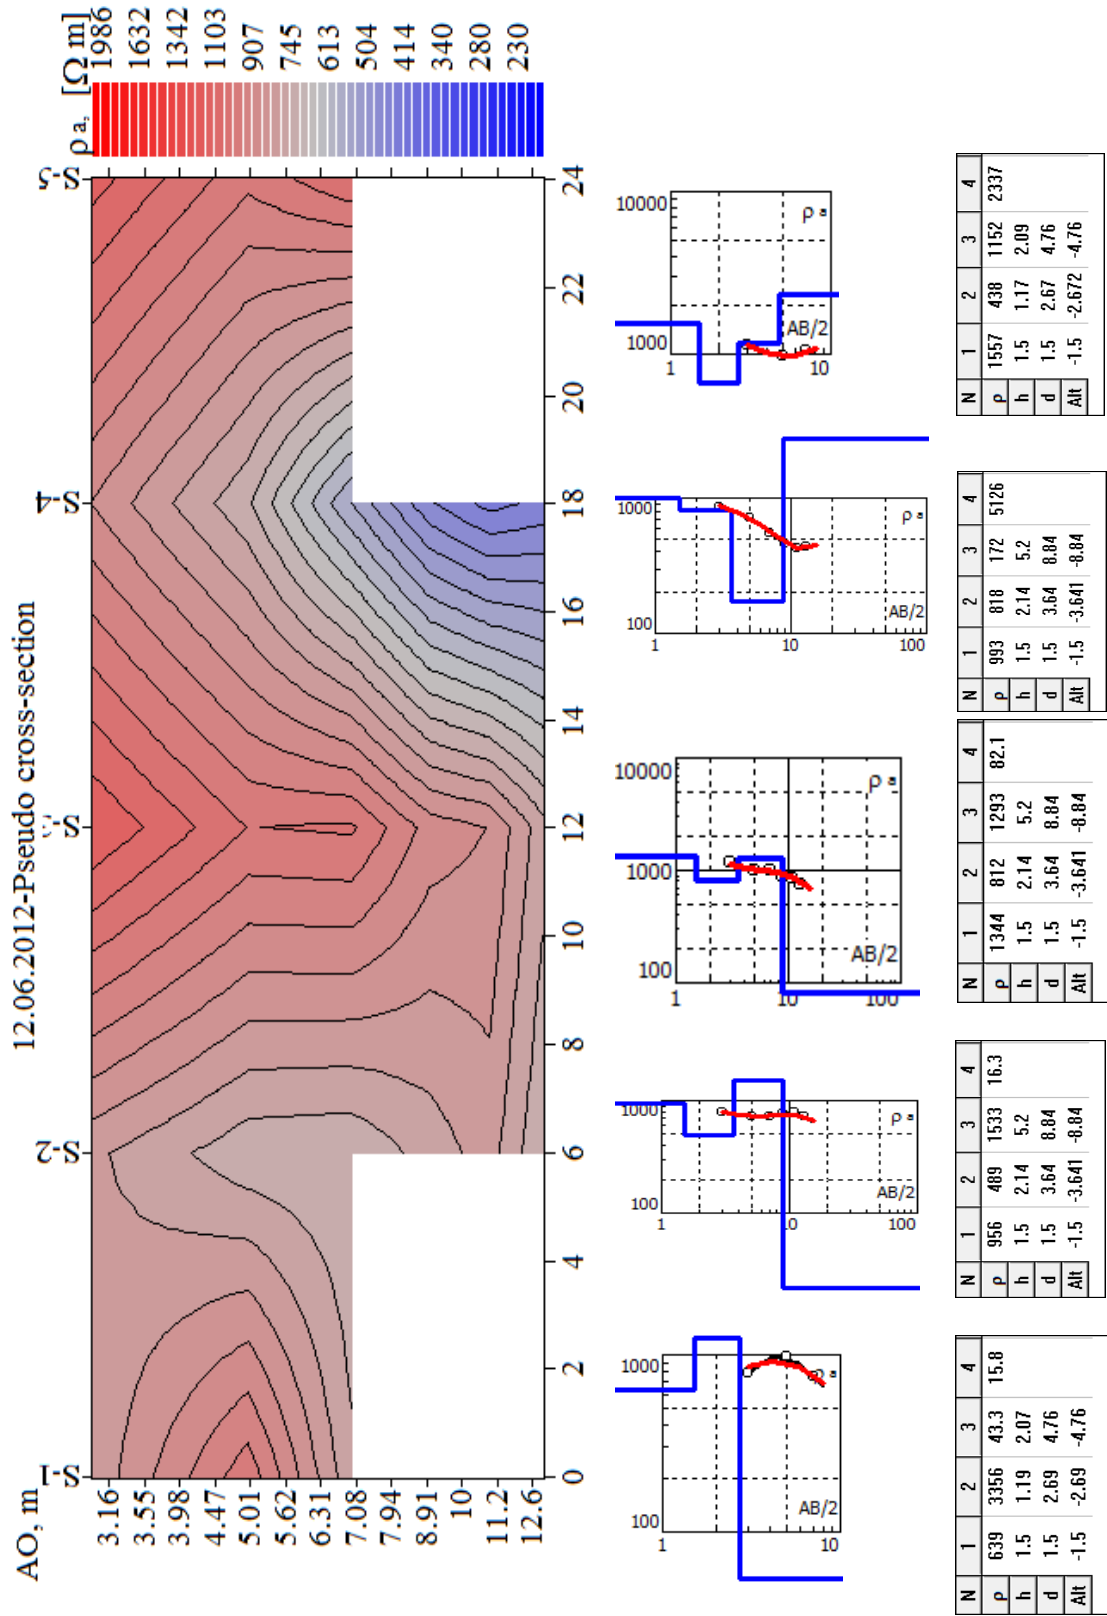 12.06.2012-Pseudo cross-section
AO, m
S-1
S-2
S-3
S-4
S-5
3.16
3.55
3.98
4.47
5.01
5.62
6.31
7.08
7.94
8.91
10
11.2
12.6
0 2 4 6 8 10 12 14 16 18 20 22 24
ρa, [Ω m]
1986
1632
1342
1103
907
745
613
504
414
340
280
230
1000
100
1 10
ρ a
AB/2
1000
100
1 10 100
ρ a
AB/2
10000
1000
100
1 10 100
ρ a
AB/2
1000
100
1 10 100
ρ a
AB/2
10000
1000
1 10
ρ a
AB/2
N 1 2 3 4
ρ 639 3356 43.3 15.8
h 1.5 1.19 2.07
d 1.5 2.69 4.76
Alt -1.5 -2.69 -4.76
N 1 2 3 4
ρ 956 489 1533 16.3
h 1.5 2.14 5.2
d 1.5 3.64 8.84
Alt -1.5 -3.641 -8.84
N 1 2 3 4
ρ 1344 812 1293 82.1
h 1.5 2.14 5.2
d 1.5 3.64 8.84
Alt -1.5 -3.641 -8.84
N 1 2 3 4
ρ 993 818 172 5126
h 1.5 2.14 5.2
d 1.5 3.64 8.84
Alt -1.5 -3.641 -8.84
N 1 2 3 4
ρ 1557 438 1152 2337
h 1.5 1.17 2.09
d 1.5 2.67 4.76
Alt -1.5 -2.672 -4.76